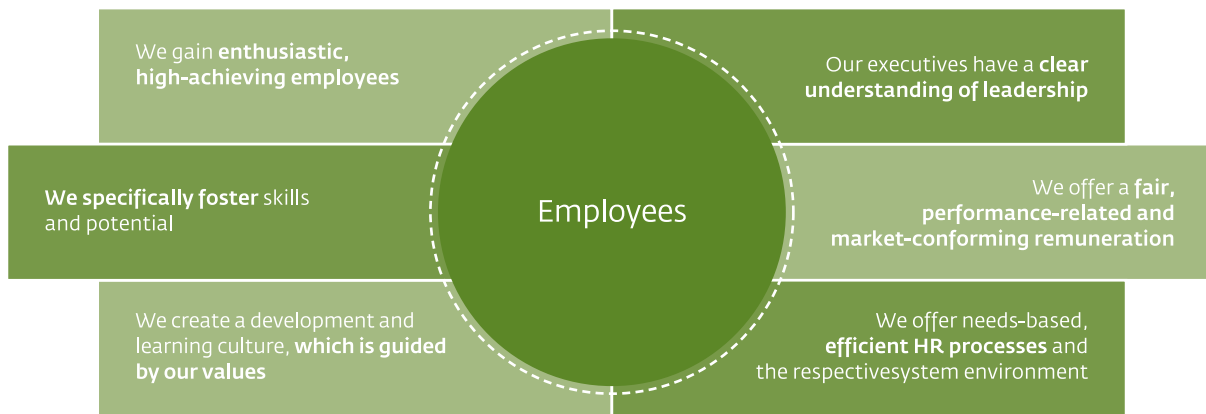 We gain enthusiastic,
high-achieving employees
We specifically foster skills
and potential
We create a development and
learning culture, which is guided
by our values
Employees
Our executives have a clear
understanding of leadership
We offer a fair,
performance-related and
market-conforming remuneration
We offer needs-based,
efficient HR processes and
the respectivesystem environment